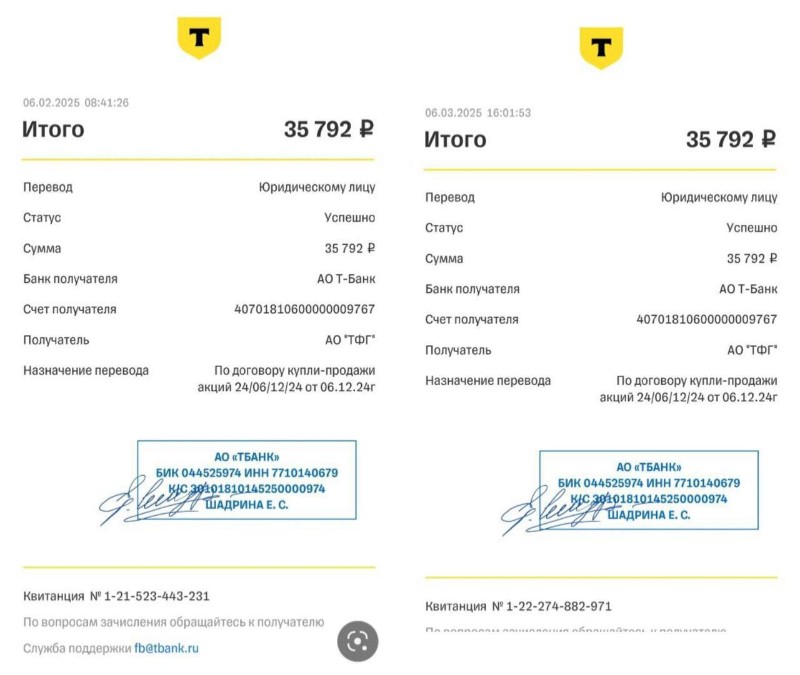 Т
06.02.2025 08:41:26
Итого 35 792 ₽
Перевод Юридическому лицу
Статус Успешно
Сумма 35 792 ₽
Банк получателя АО Т-Банк
Счет получателя 40701810600000009767
Получатель АО "ТФГ"
Назначение перевода По договору купли-продажи
акций 24/06/12/24 от 06.12.24г
АО «ТБАНК»
БИК 044525974 ИНН 7710140679
К/С 30101810145250000974
ШАДРИНА Е. С.
Квитанция № 1-21-523-443-231
По вопросам зачисления обращайтесь к получателю
Служба поддержки fb@tbank.ru
Т
06.03.2025 16:01:53
Итого 35 792 ₽
Перевод Юридическому лицу
Статус Успешно
Сумма 35 792 ₽
Банк получателя АО Т-Банк
Счет получателя 40701810600000009767
Получатель АО "ТФГ"
Назначение перевода По договору купли-продажи
акций 24/06/12/24 от 06.12.24г
АО «ТБАНК»
БИК 044525974 ИНН 7710140679
К/С 30101810145250000974
ШАДРИНА Е. С.
Квитанция № 1-22-274-882-971
По вопросам зачисления обращайтесь к получателю